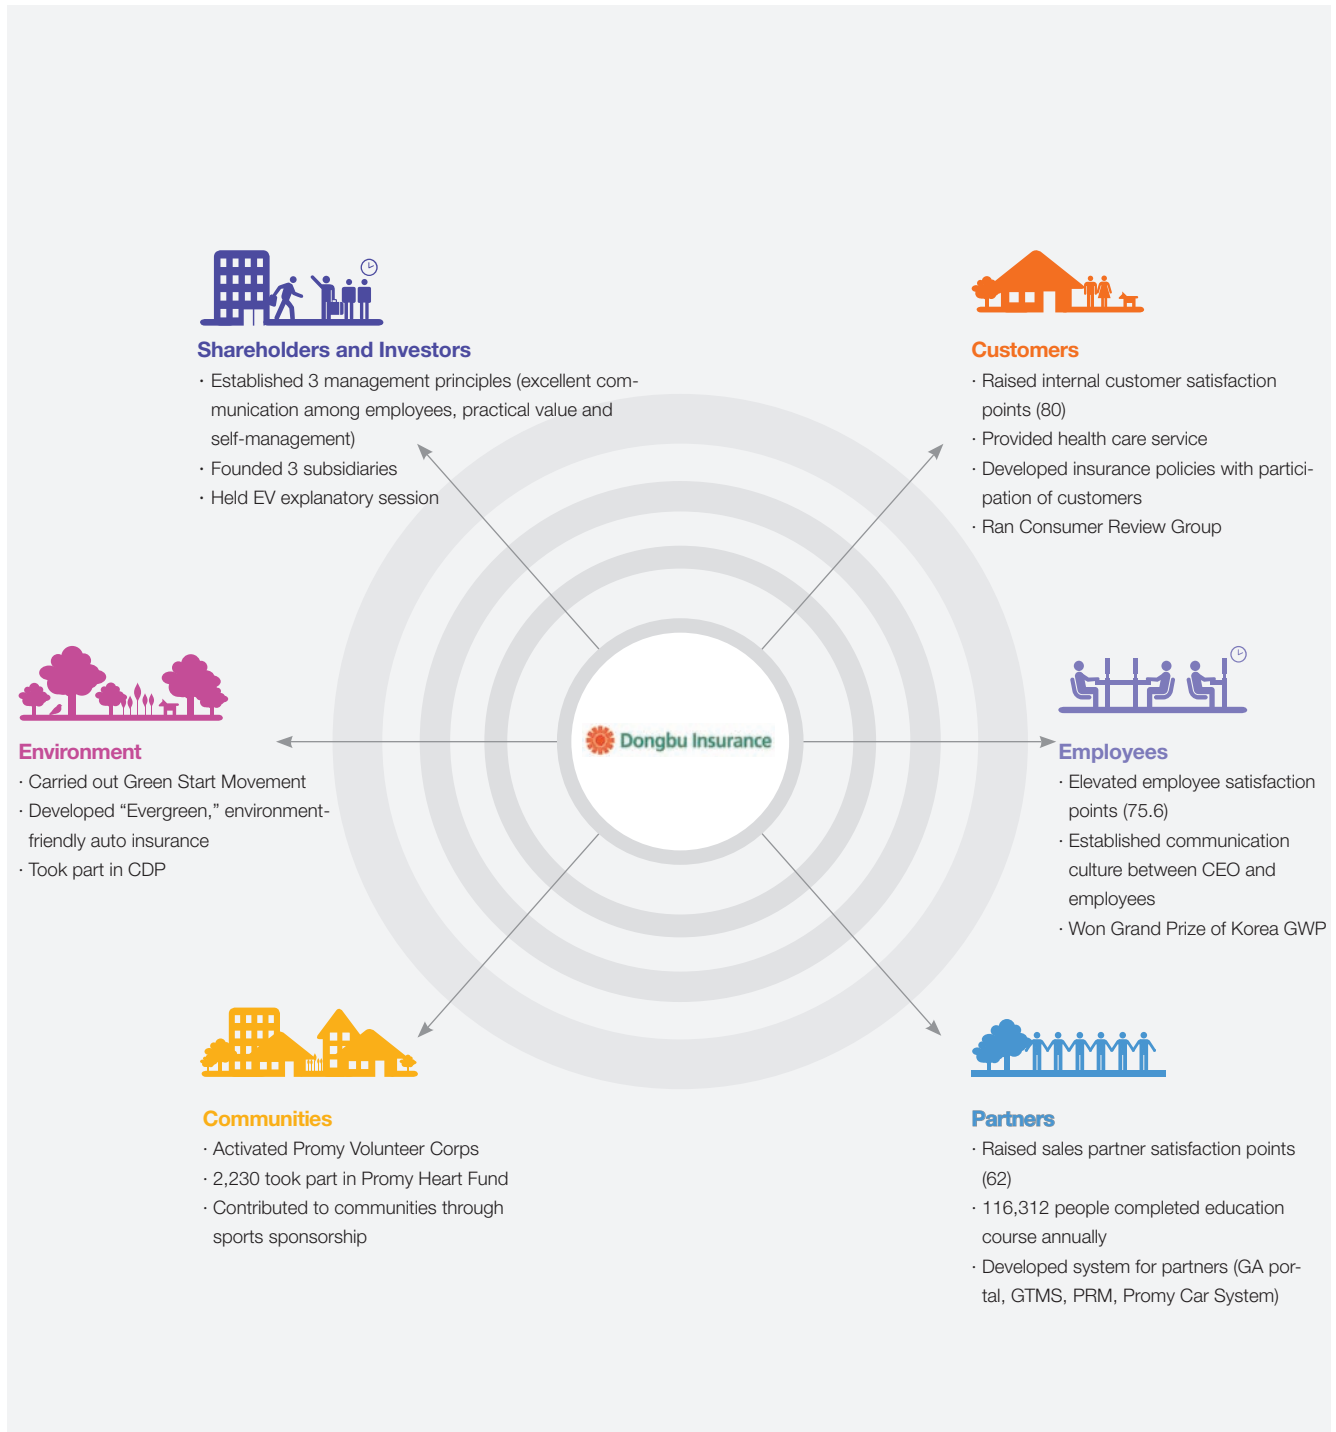 Shareholders and Investors
· Established 3 management principles (excellent com-
munication among employees, practical value and
self-management)
· Founded 3 subsidiaries
· Held EV explanatory session
Customers
· Raised internal customer satisfaction
points (80)
· Provided health care service
· Developed insurance policies with partici-
pation of customers
· Ran Consumer Review Group
Environment
· Carried out Green Start Movement
· Developed “Evergreen,” environment-
friendly auto insurance
· Took part in CDP
Dongbu Insurance
Employees
· Elevated employee satisfaction
points (75.6)
· Established communication
culture between CEO and
employees
· Won Grand Prize of Korea GWP
Communities
· Activated Promy Volunteer Corps
· 2,230 took part in Promy Heart Fund
· Contributed to communities through
sports sponsorship
Partners
· Raised sales partner satisfaction points
(62)
· 116,312 people completed education
course annually
· Developed system for partners (GA por-
tal, GTMS, PRM, Promy Car System)